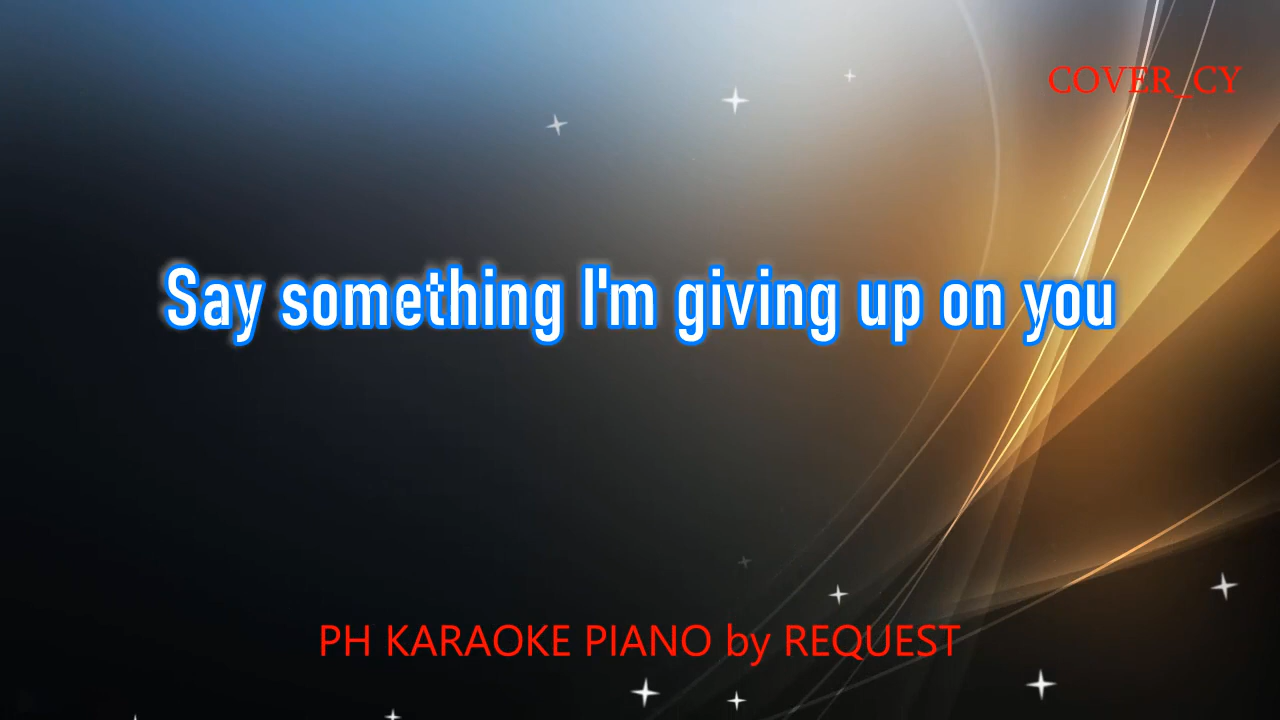 COVER_CY
Say something I'm giving up on you
PH KARAOKE PIANO by REQUEST